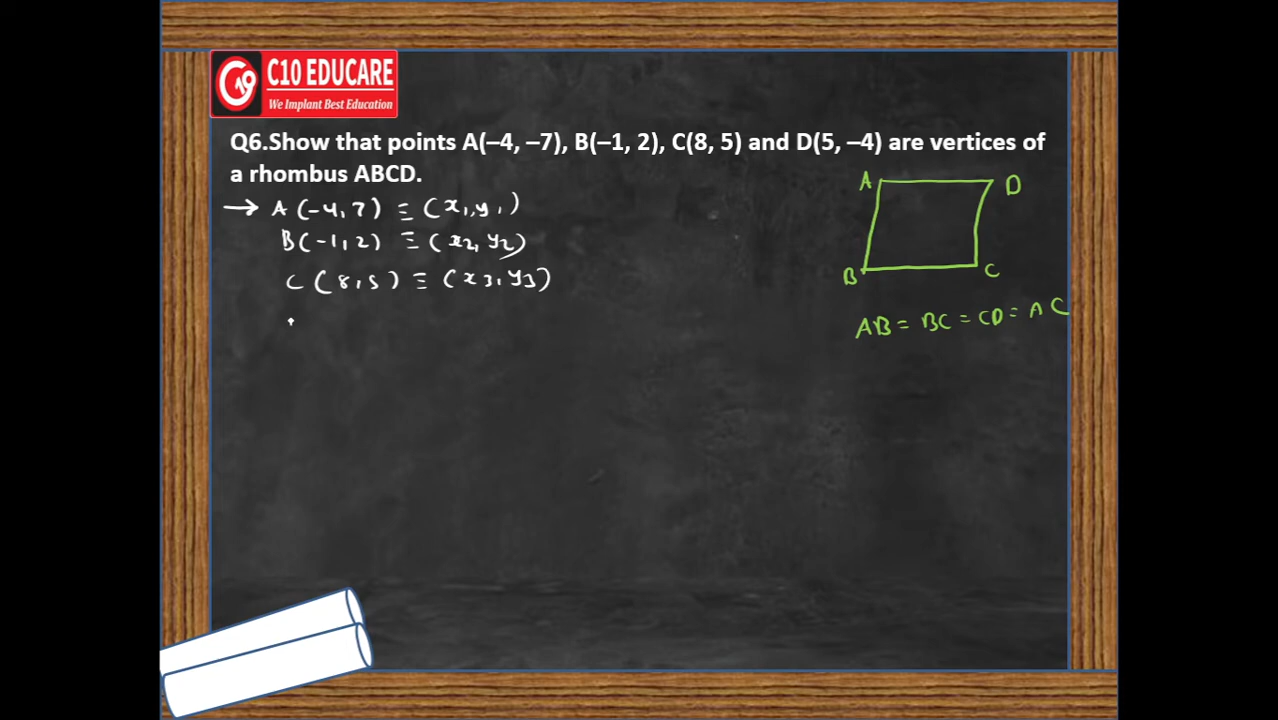 C10 EDUCARE
We Implant Best Education
Q6.Show that points A(–4, –7), B(–1, 2), C(8, 5) and D(5, –4) are vertices of
a rhombus ABCD.
→ A (-4,7) ≡ (x1,y1)
B(-1,2) ≡ (x2, y2)
C (8,5) ≡ (x3,y3)
A D
B C
AB = BC = CD = AC